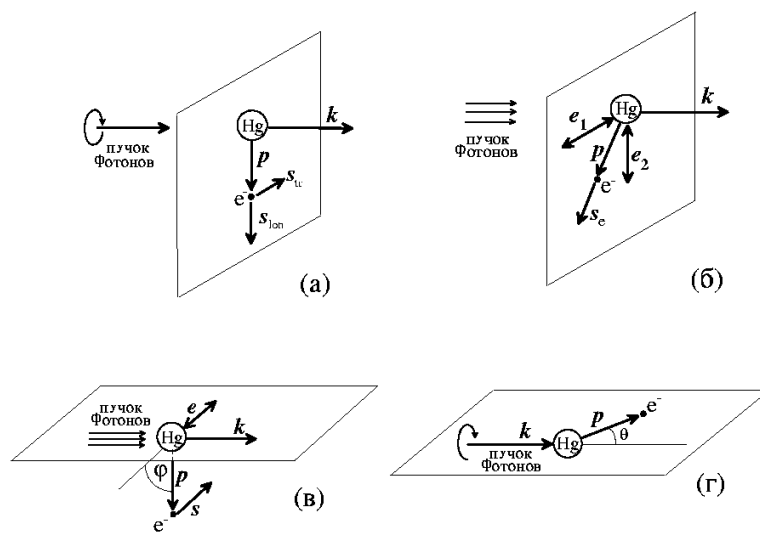 Hg
k
пучок
фотонов
p
e⁻
s_tr
s_lon
(а)
Hg
k
пучок
фотонов
e₁
p
e₂
e⁻
s_e
(б)
пучок
фотонов
e
Hg
k
φ
p
s
e⁻
(в)
e⁻
p
k
θ
Hg
пучок
фотонов
(г)